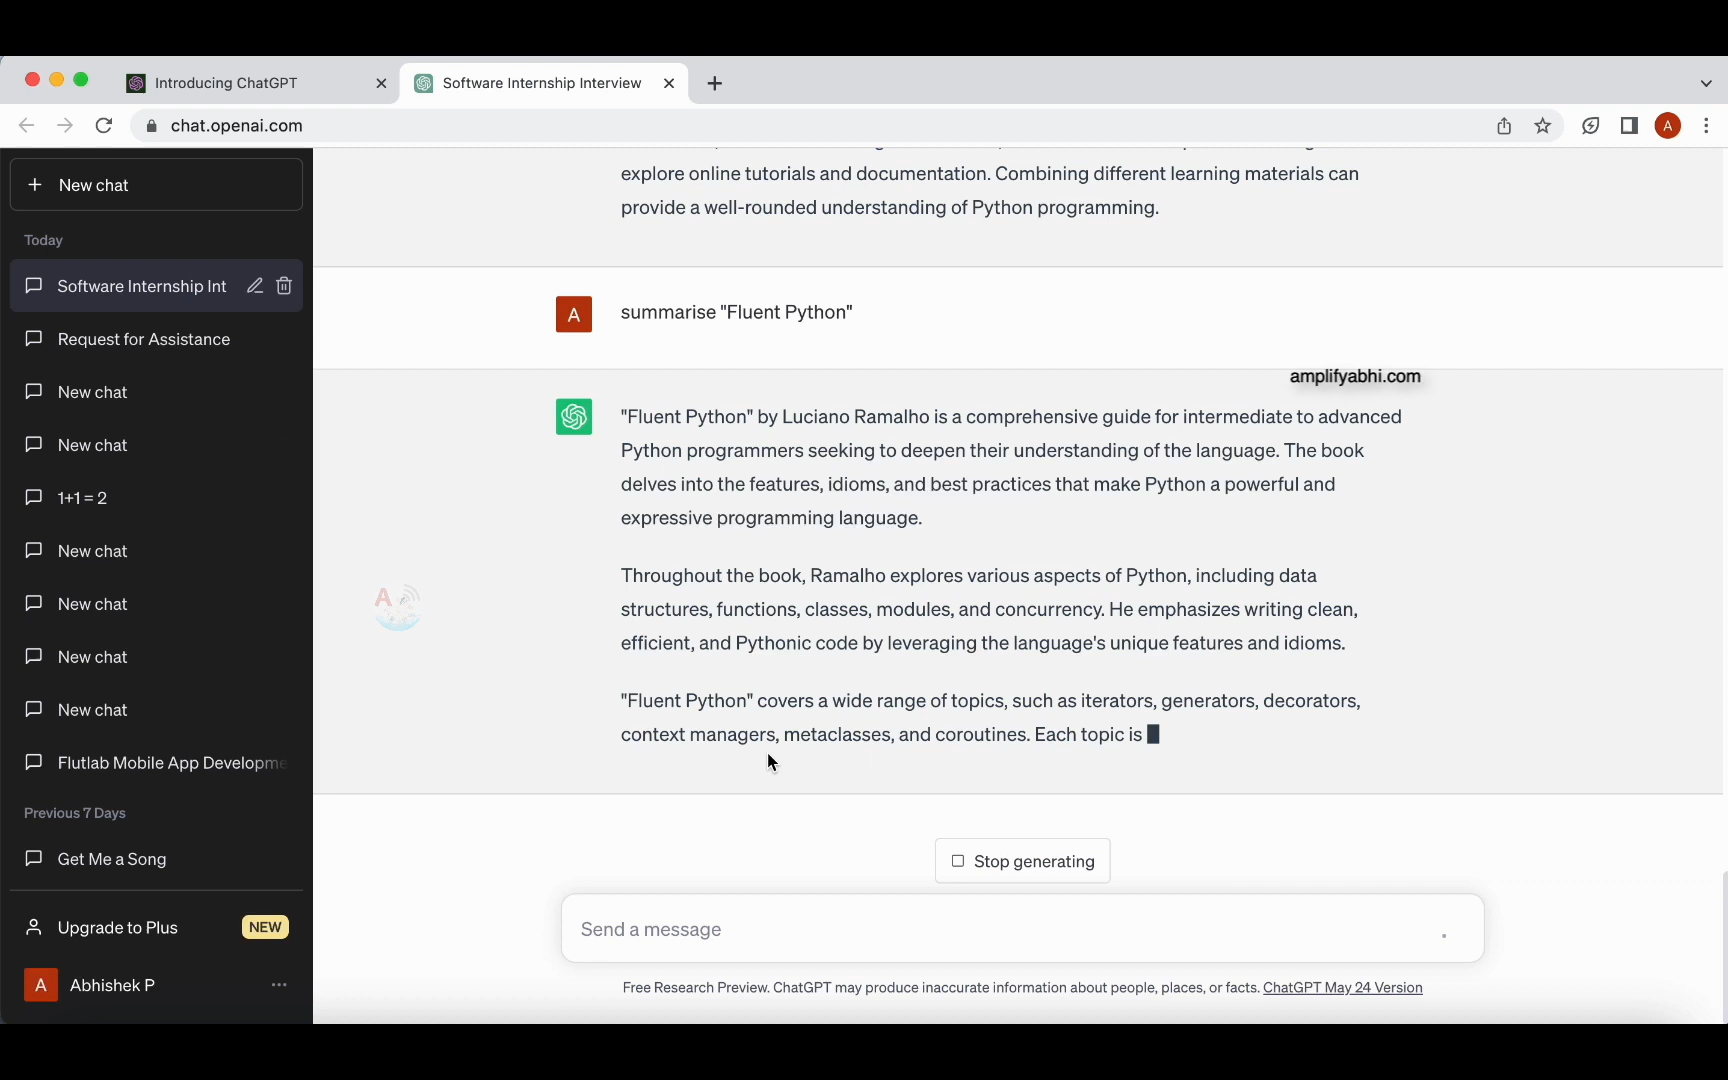 Introducing ChatGPT
Software Internship Interview
chat.openai.com
A
New chat
Today
Software Internship Int
Request for Assistance
New chat
New chat
1+1 = 2
New chat
New chat
New chat
New chat
Flutlab Mobile App Developme
Previous 7 Days
Get Me a Song
Upgrade to Plus
NEW
A
Abhishek P
explore online tutorials and documentation. Combining different learning materials can
provide a well-rounded understanding of Python programming.
A
summarise "Fluent Python"
amplifyabhi.com
"Fluent Python" by Luciano Ramalho is a comprehensive guide for intermediate to advanced
Python programmers seeking to deepen their understanding of the language. The book
delves into the features, idioms, and best practices that make Python a powerful and
expressive programming language.
A
Throughout the book, Ramalho explores various aspects of Python, including data
structures, functions, classes, modules, and concurrency. He emphasizes writing clean,
efficient, and Pythonic code by leveraging the language's unique features and idioms.
"Fluent Python" covers a wide range of topics, such as iterators, generators, decorators,
context managers, metaclasses, and coroutines. Each topic is
Stop generating
Send a message
Free Research Preview. ChatGPT may produce inaccurate information about people, places, or facts. ChatGPT May 24 Version